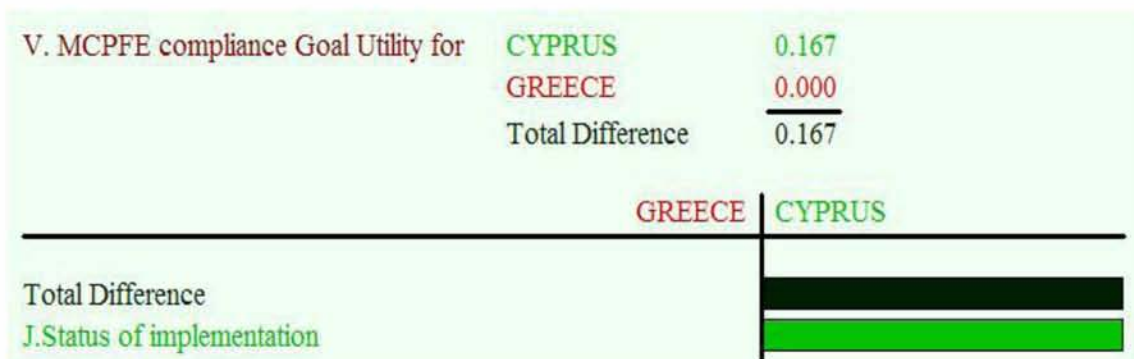 V. MCPFE compliance Goal Utility for CYPRUS 0.167
GREECE 0.000
Total Difference 0.167
GREECE CYPRUS
Total Difference
J.Status of implementation